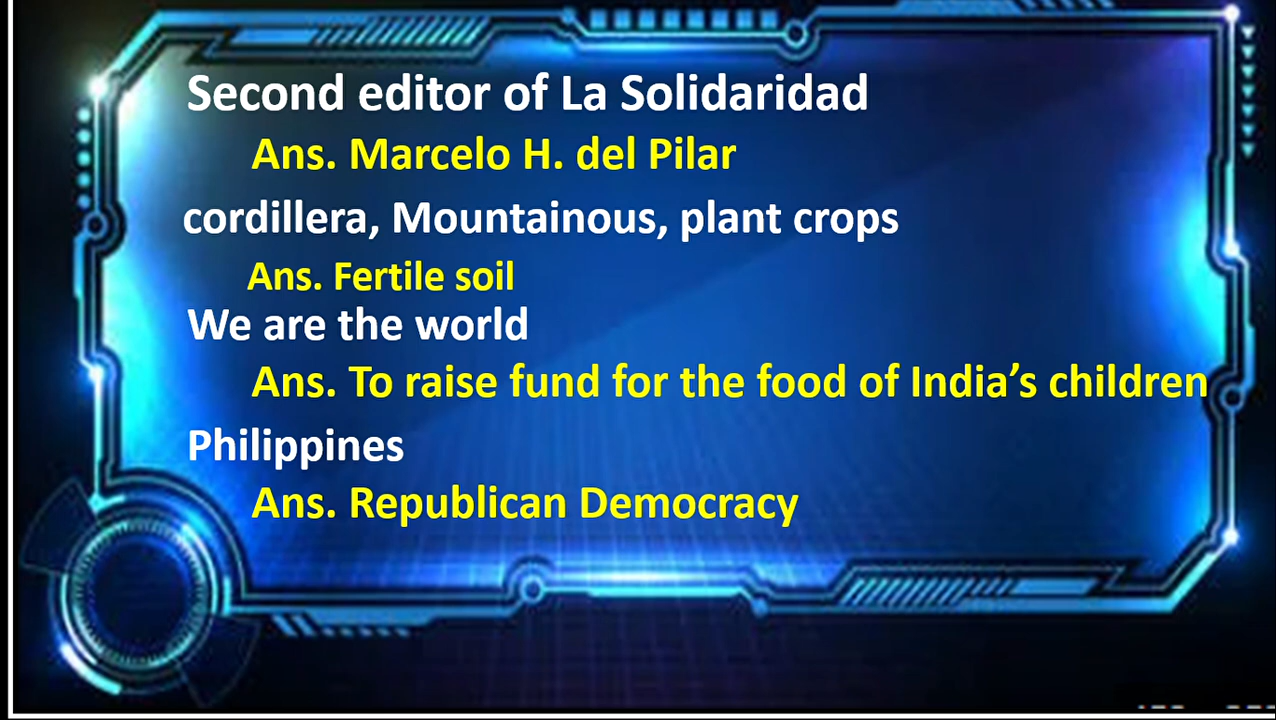 Second editor of La Solidaridad
Ans. Marcelo H. del Pilar
cordillera, Mountainous, plant crops
Ans. Fertile soil
We are the world
Ans. To raise fund for the food of India’s children
Philippines
Ans. Republican Democracy